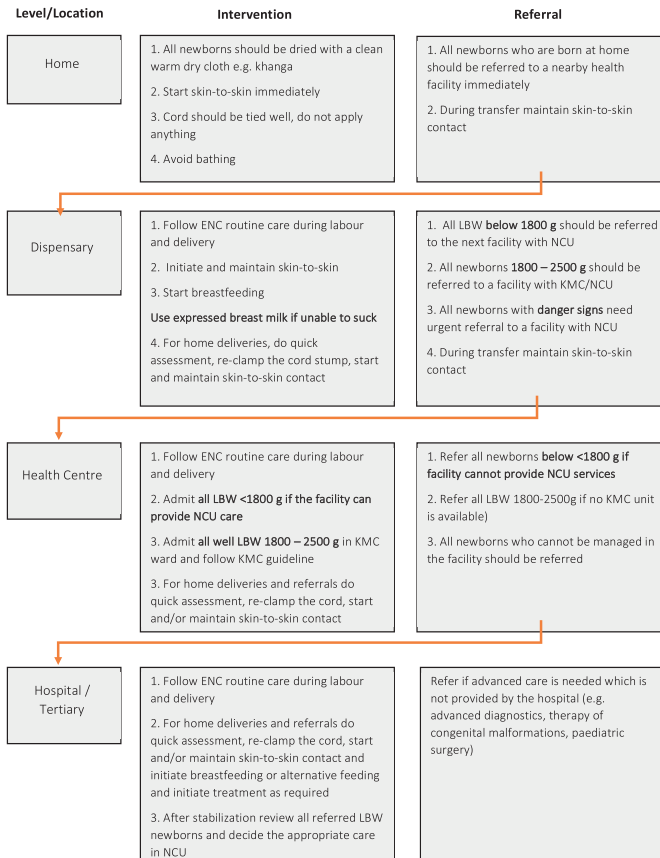 Level/Location
Intervention
Referral
Home
1. All newborns should be dried with a clean
warm dry cloth e.g. khanga
2. Start skin-to-skin immediately
3. Cord should be tied well, do not apply
anything
4. Avoid bathing
1. All newborns who are born at home
should be referred to a nearby health
facility immediately
2. During transfer maintain skin-to-skin
contact
Dispensary
1. Follow ENC routine care during labour
and delivery
2. Initiate and maintain skin-to-skin
3. Start breastfeeding
Use expressed breast milk if unable to suck
4. For home deliveries, do quick
assessment, re-clamp the cord stump, start
and maintain skin-to-skin contact
1. All LBW below 1800 g should be referred
to the next facility with NCU
2. All newborns 1800 – 2500 g should be
referred to a facility with KMC/NCU
3. All newborns with danger signs need
urgent referral to a facility with NCU
4. During transfer maintain skin-to-skin
contact
Health Centre
1. Follow ENC routine care during labour
and delivery
2. Admit all LBW <1800 g if the facility can
provide NCU care
3. Admit all well LBW 1800 – 2500 g in KMC
ward and follow KMC guideline
3. For home deliveries and referrals do
quick assessment, re-clamp the cord, start
and/or maintain skin-to-skin contact
1. Refer all newborns below <1800 g if
facility cannot provide NCU services
2. Refer all LBW 1800-2500g if no KMC unit
is available)
3. All newborns who cannot be managed in
the facility should be referred
Hospital /
Tertiary
1. Follow ENC routine care during labour
and delivery
2. For home deliveries and referrals do
quick assessment, re-clamp the cord, start
and/or maintain skin-to-skin contact and
initiate breastfeeding or alternative feeding
and initiate treatment as required
3. After stabilization review all referred LBW
newborns and decide the appropriate care
in NCU
Refer if advanced care is needed which is
not provided by the hospital (e.g.
advanced diagnostics, therapy of
congenital malformations, paediatric
surgery)